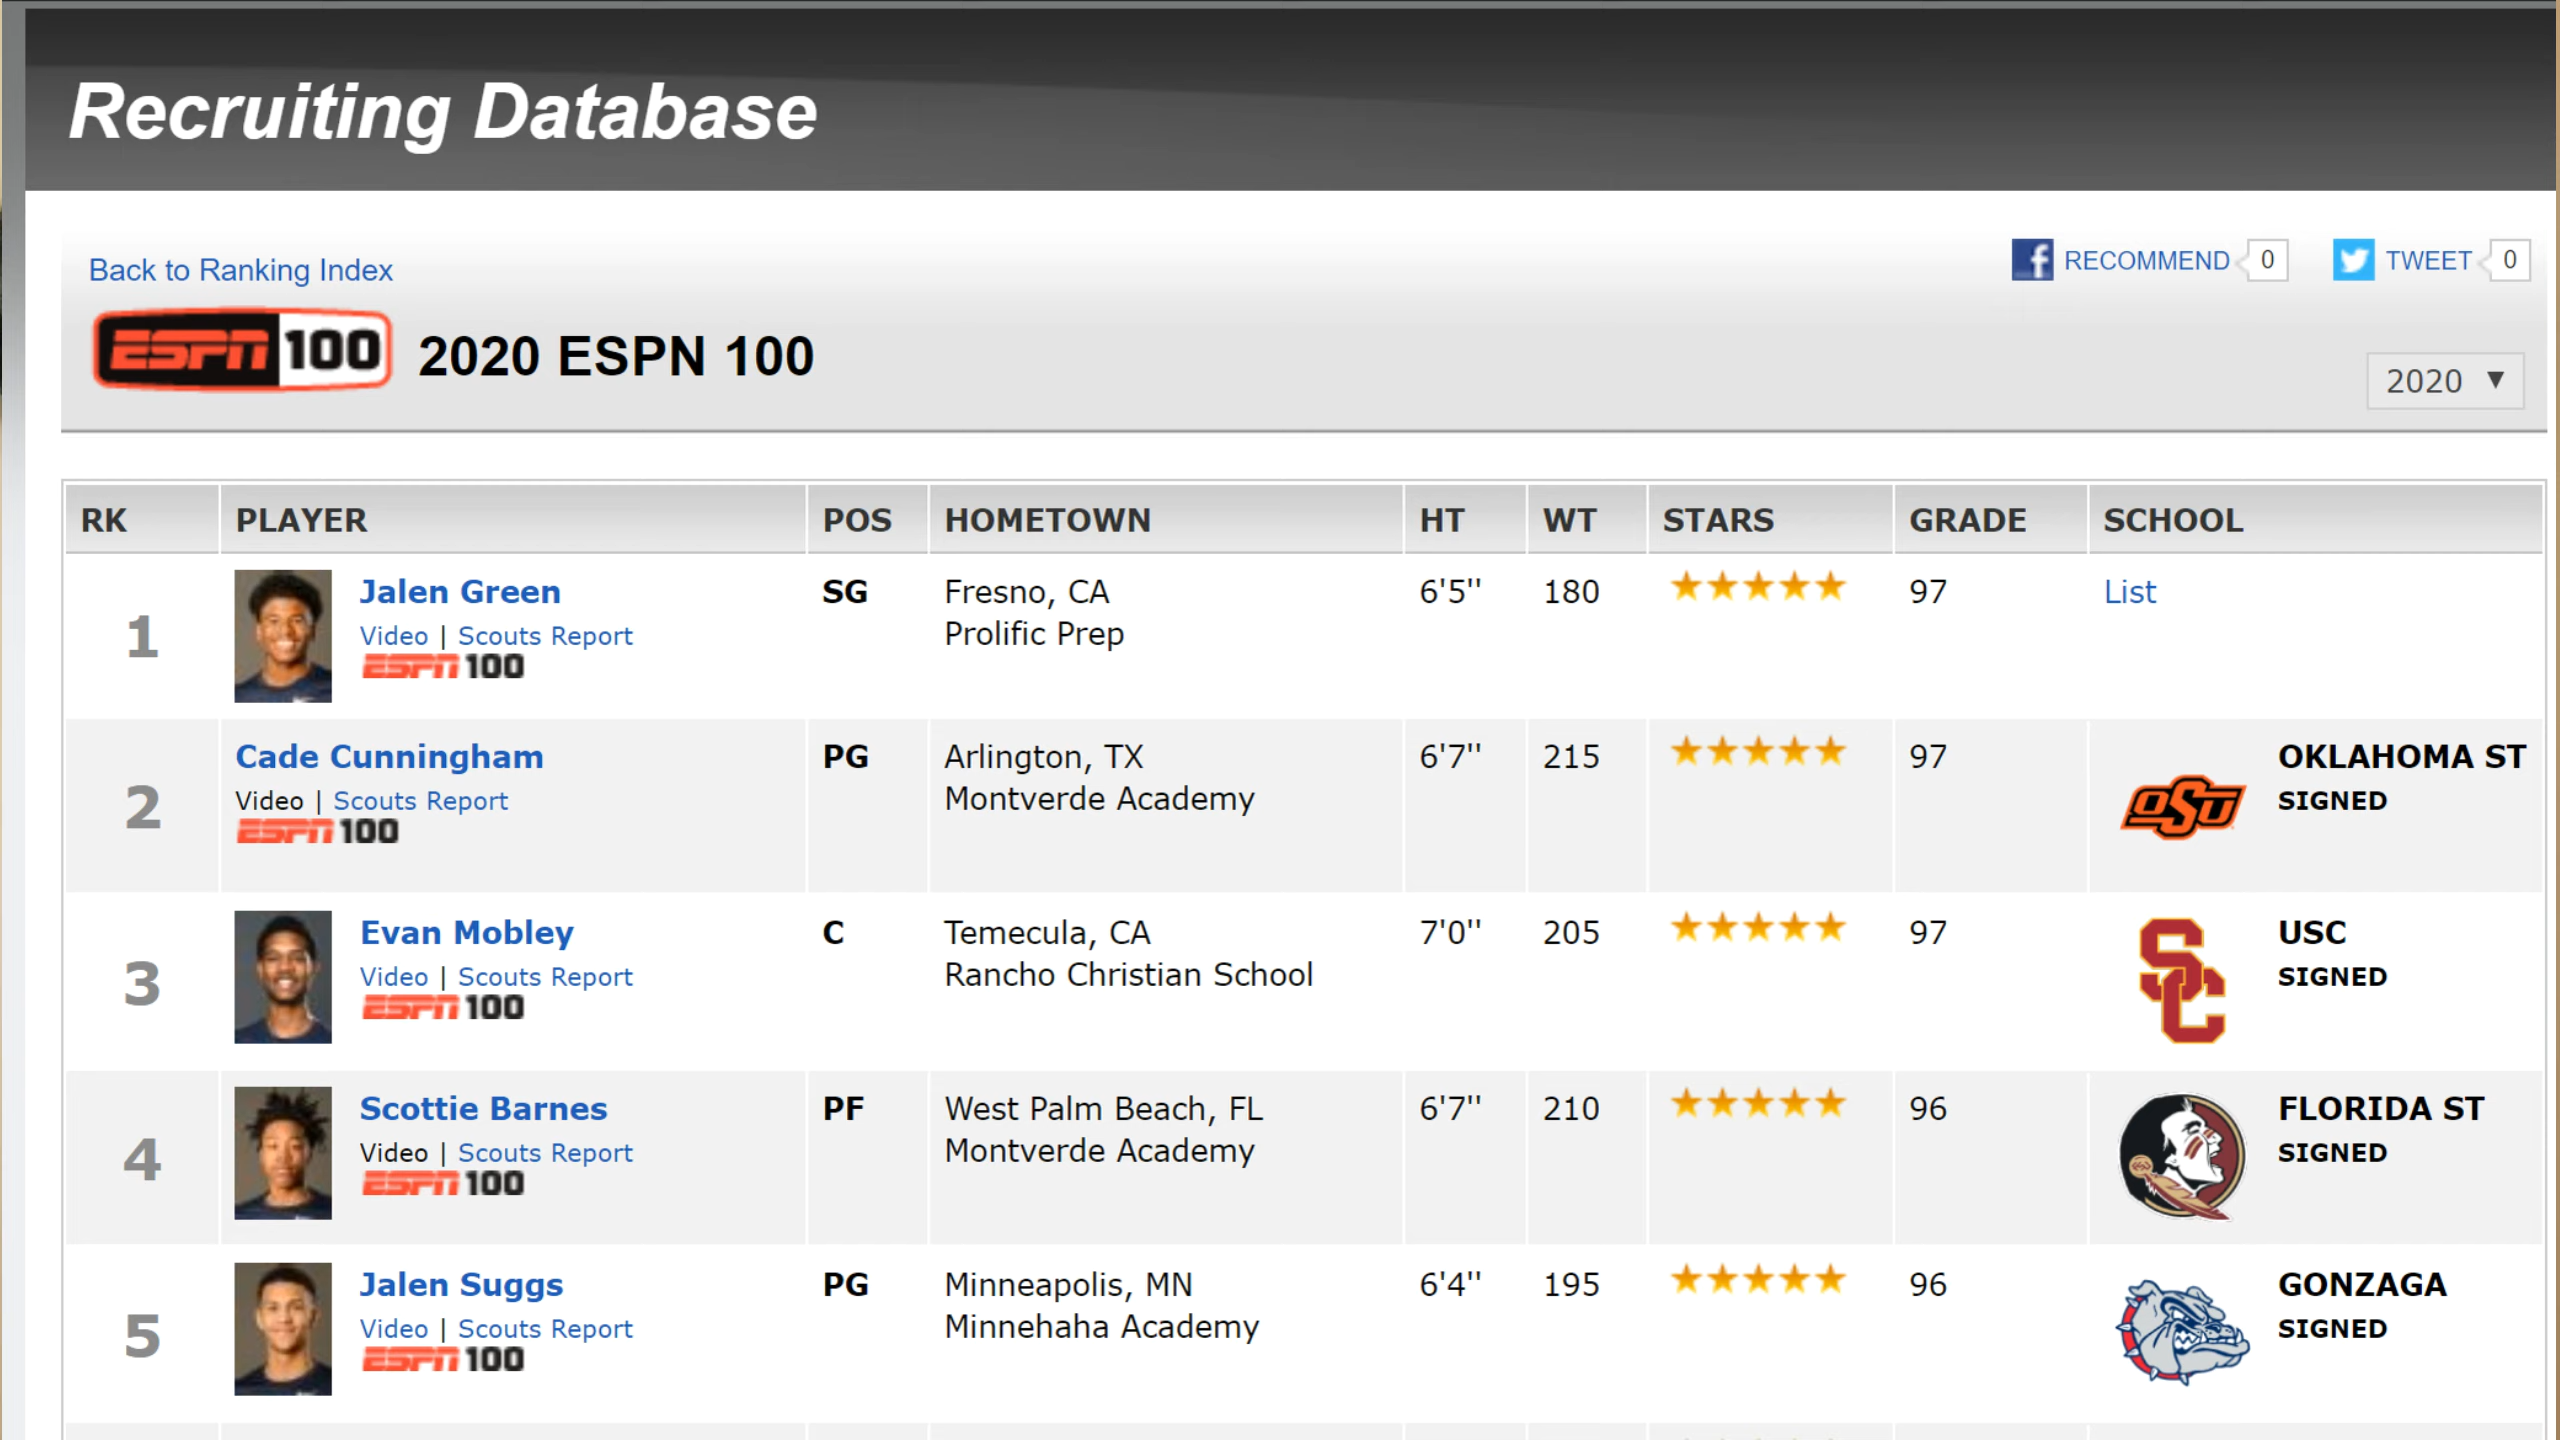 Recruiting Database
Back to Ranking Index
RECOMMEND 0 TWEET 0
ESPN 100 2020 ESPN 100
2020 ▼
RK PLAYER POS HOMETOWN HT WT STARS GRADE SCHOOL
1 Jalen Green SG Fresno, CA 6'5'' 180 97 List
Video | Scouts Report Prolific Prep
ESPN 100
2 Cade Cunningham PG Arlington, TX 6'7'' 215 97 OKLAHOMA ST
Video | Scouts Report Montverde Academy OSU SIGNED
ESPN 100
3 Evan Mobley C Temecula, CA 7'0'' 205 97 USC
Video | Scouts Report Rancho Christian School SC SIGNED
ESPN 100
4 Scottie Barnes PF West Palm Beach, FL 6'7'' 210 96 FLORIDA ST
Video | Scouts Report Montverde Academy SIGNED
ESPN 100
5 Jalen Suggs PG Minneapolis, MN 6'4'' 195 96 GONZAGA
Video | Scouts Report Minnehaha Academy SIGNED
ESPN 100